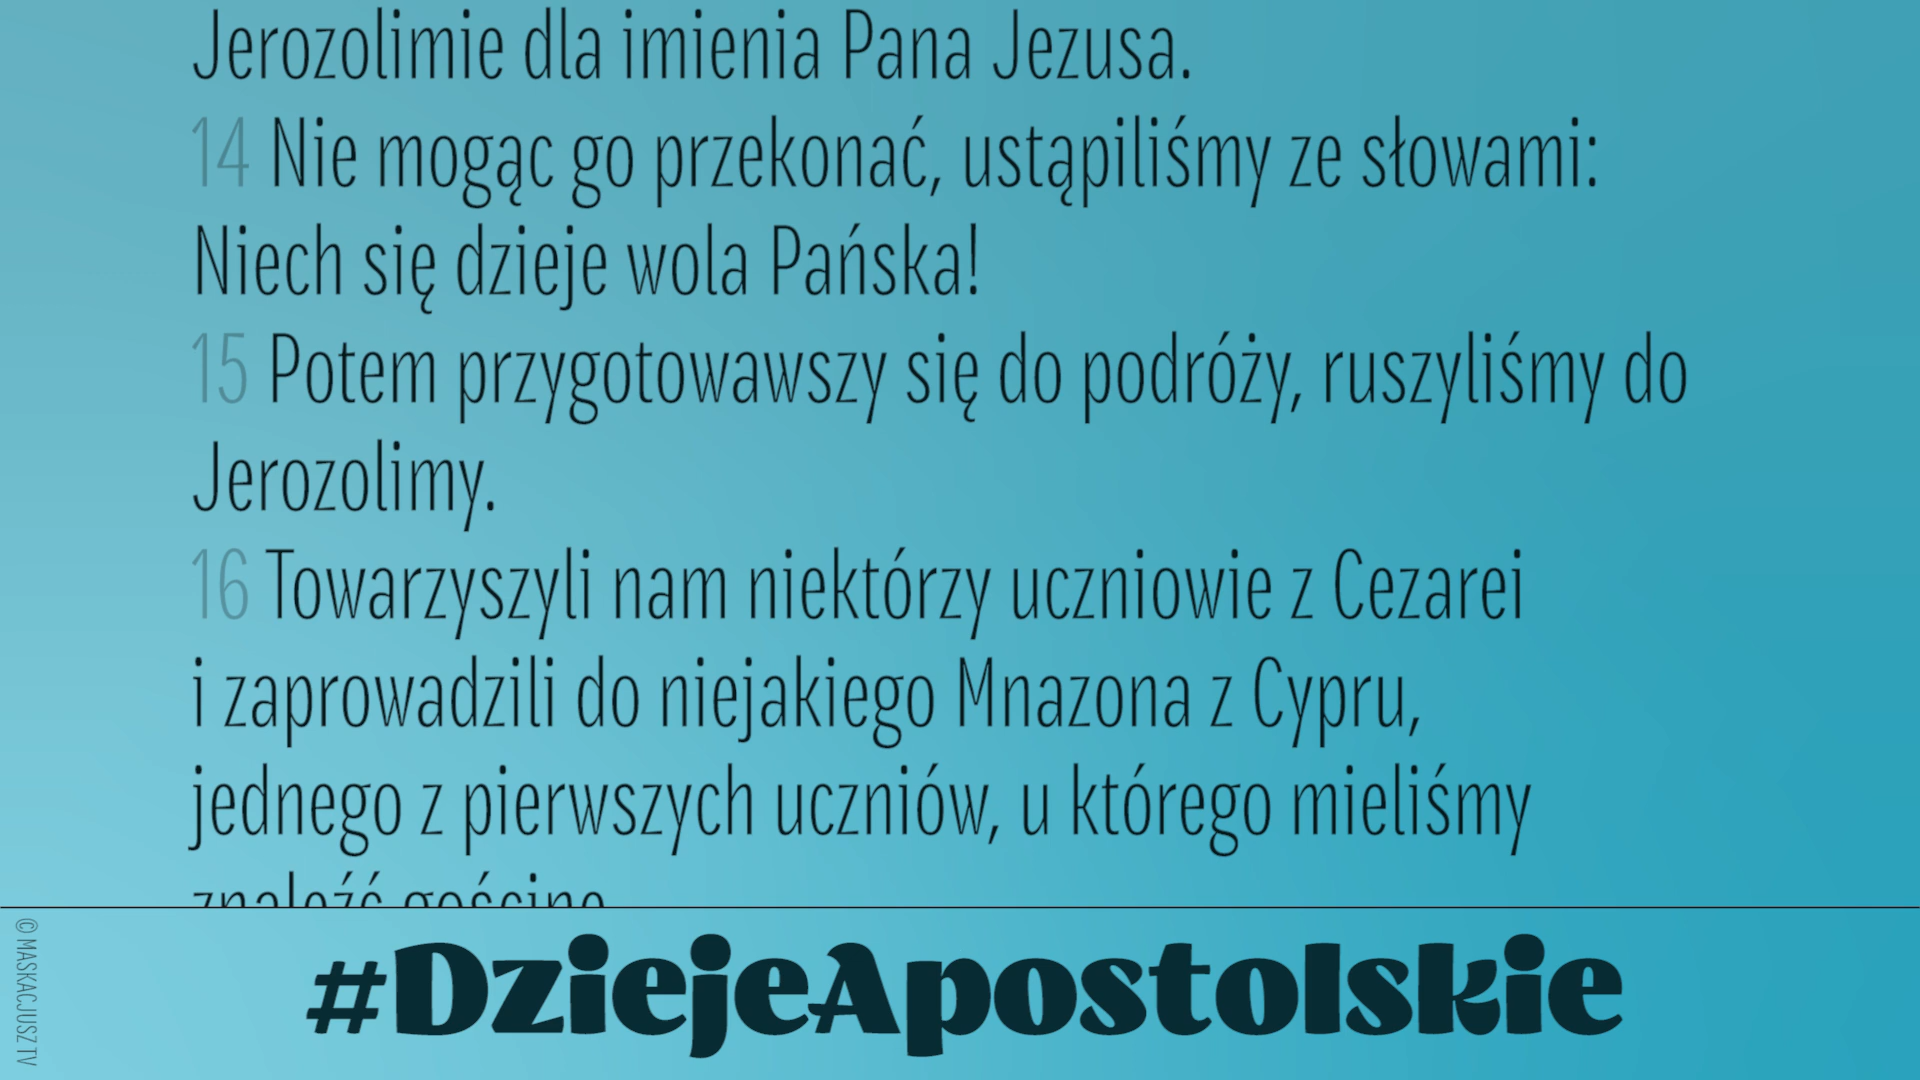 Jerozolimie dla imienia Pana Jezusa.
14 Nie mogąc go przekonać, ustąpiliśmy ze słowami:
Niech się dzieje wola Pańska!
15 Potem przygotowawszy się do podróży, ruszyliśmy do
Jerozolimy.
16 Towarzyszyli nam niektórzy uczniowie z Cezarei
i zaprowadzili do niejakiego Mnazona z Cypru,
jednego z pierwszych uczniów, u którego mieliśmy
znaleźć gościnę
#DziejeApostolskie
© MASKACJUSZ TV